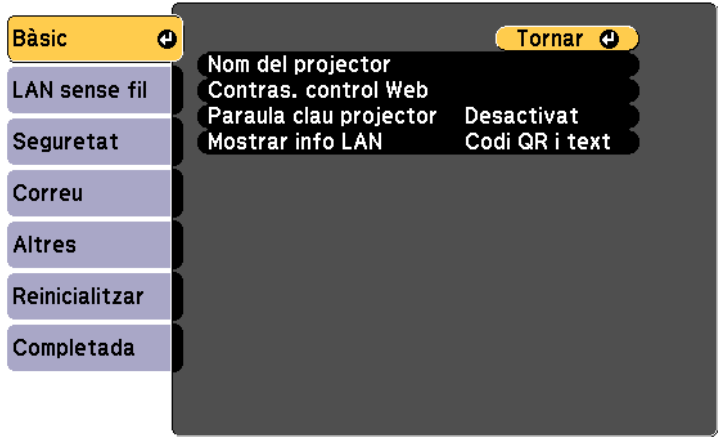 Bàsic
LAN sense fil
Seguretat
Correu
Altres
Reinicialitzar
Completada
Tornar
Nom del projector
Contras. control Web
Paraula clau projector Desactivat
Mostrar info LAN Codi QR i text